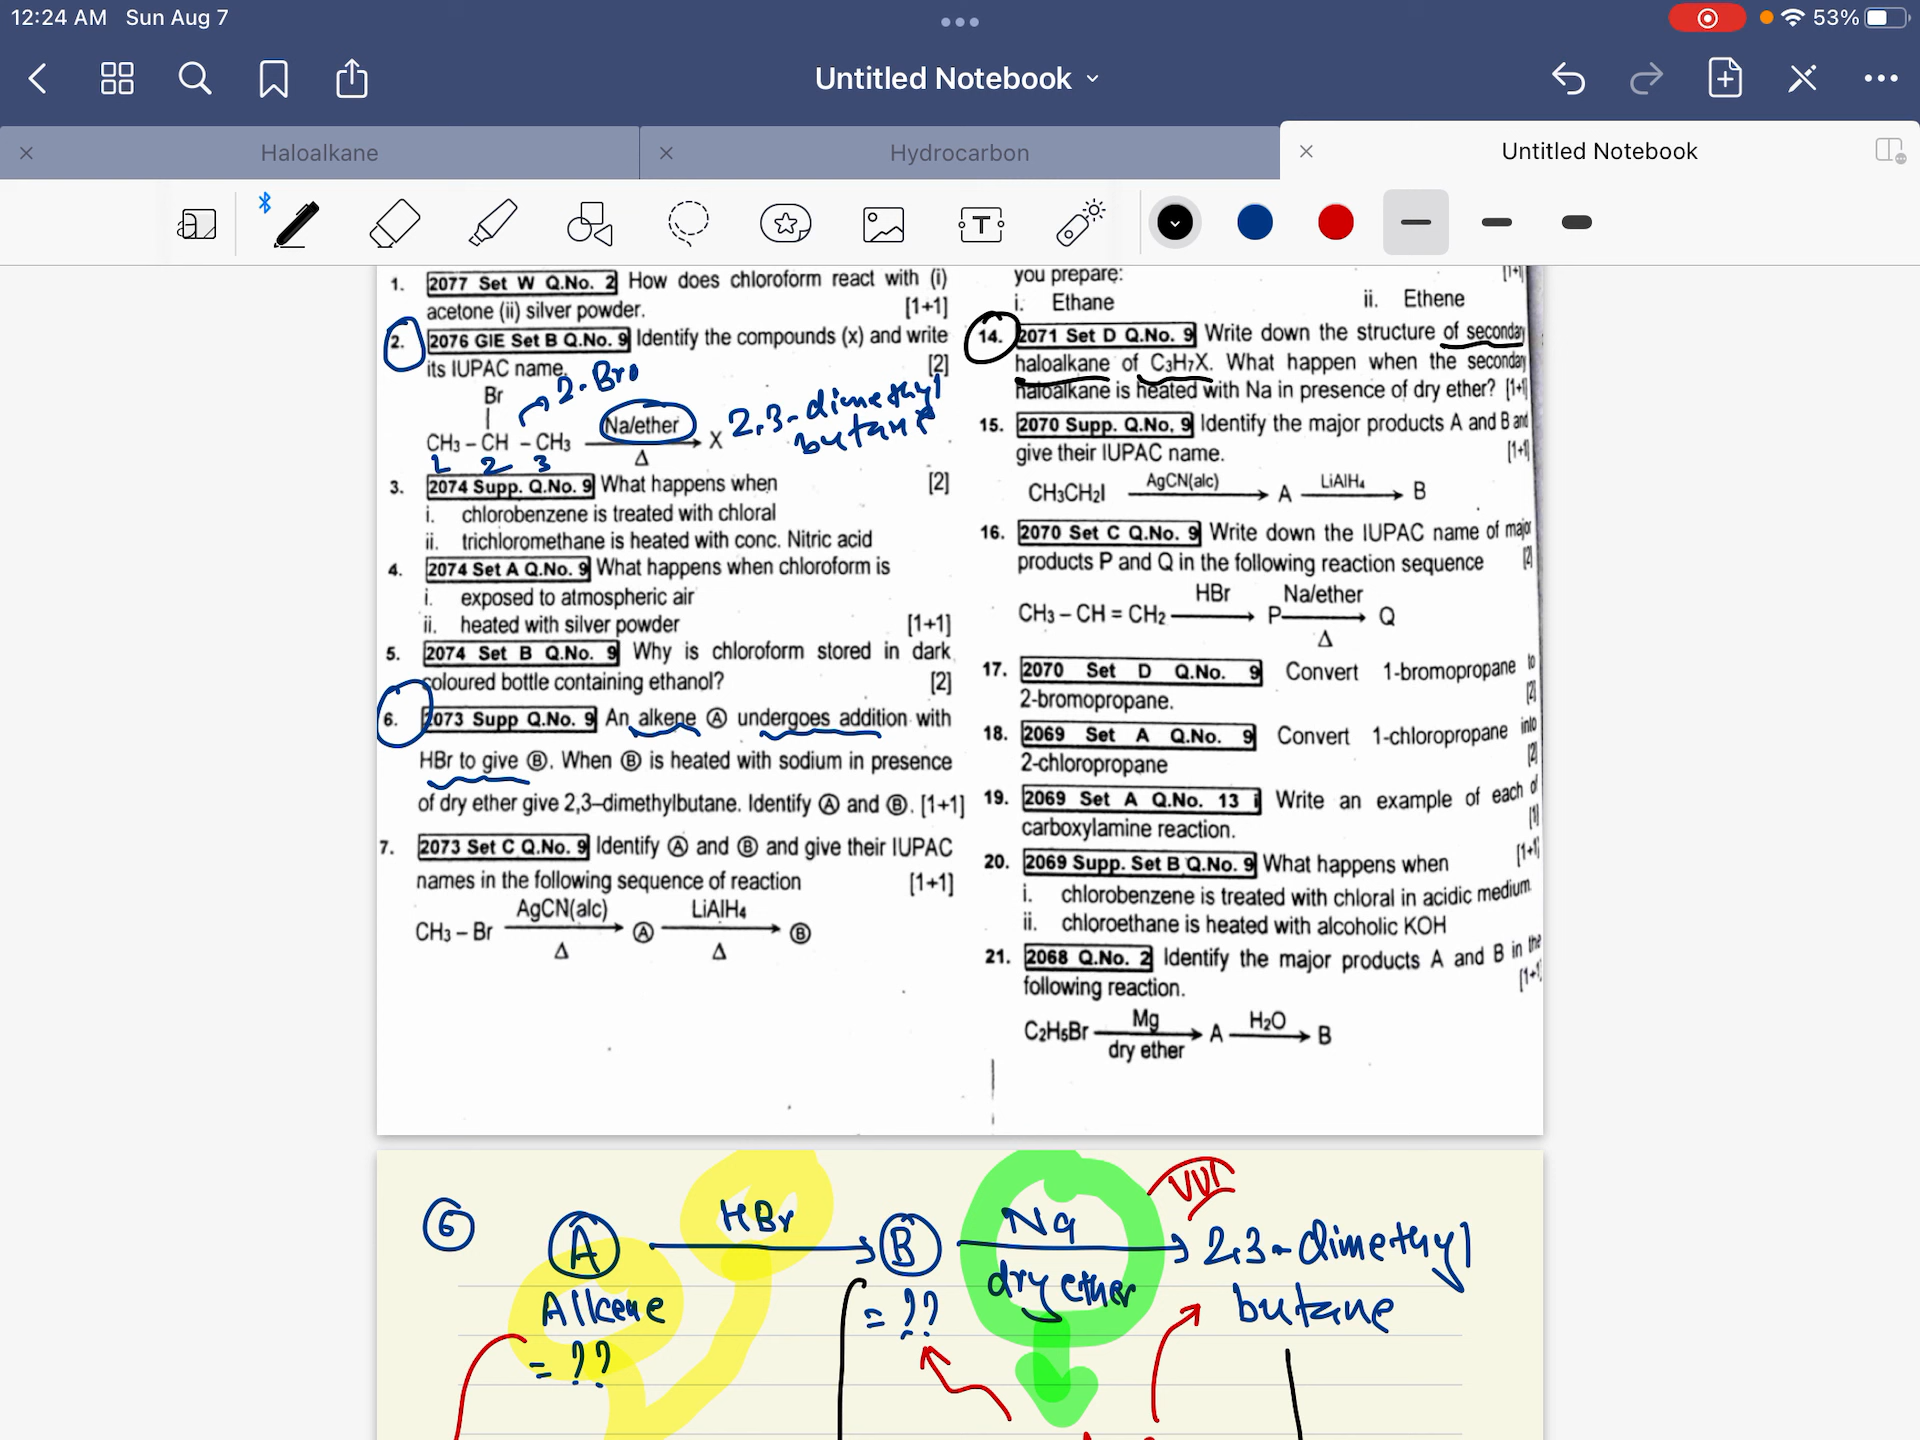 12:24 AM Sun Aug 7
53%
Untitled Notebook
Haloalkane
Hydrocarbon
Untitled Notebook
1. 2077 Set W Q.No. 2 How does chloroform react with (i)
acetone (ii) silver powder. [1+1]
2. 2076 GIE Set B Q.No. 9 Identify the compounds (x) and write
its IUPAC name. [2]
2-Bro
Br
CH3 – CH – CH3 Na/ether Δ X
1 2 3
2,3-dimethyl
butane
3. 2074 Supp. Q.No. 9 What happens when [2]
i. chlorobenzene is treated with chloral
ii. trichloromethane is heated with conc. Nitric acid
4. 2074 Set A Q.No. 9 What happens when chloroform is
i. exposed to atmospheric air
ii. heated with silver powder [1+1]
5. 2074 Set B Q.No. 9 Why is chloroform stored in dark
coloured bottle containing ethanol? [2]
6. 2073 Supp Q.No. 9 An alkene Ⓐ undergoes addition with
HBr to give Ⓑ. When Ⓑ is heated with sodium in presence
of dry ether give 2,3–dimethylbutane. Identify Ⓐ and Ⓑ. [1+1]
7. 2073 Set C Q.No. 9 Identify Ⓐ and Ⓑ and give their IUPAC
names in the following sequence of reaction [1+1]
AgCN(alc) LiAlH4
CH3 – Br Ⓐ Ⓑ
Δ Δ
you prepare: [1+1]
i. Ethane ii. Ethene
14. 2071 Set D Q.No. 9 Write down the structure of seconday
haloalkane of C3H7X. What happen when the seconday
haloalkane is heated with Na in presence of dry ether? [1+1]
15. 2070 Supp. Q.No. 9 Identify the major products A and B and
give their IUPAC name. [1+1]
CH3CH2I AgCN(alc) A LiAlH4 B
16. 2070 Set C Q.No. 9 Write down the IUPAC name of major
products P and Q in the following reaction sequence [2]
HBr Na/ether
CH3 – CH = CH2 P Q
Δ
17. 2070 Set D Q.No. 9 Convert 1-bromopropane to
2-bromopropane. [2]
18. 2069 Set A Q.No. 9 Convert 1-chloropropane into
2-chloropropane [2]
19. 2069 Set A Q.No. 13 i Write an example of each of
carboxylamine reaction. [1]
20. 2069 Supp. Set B Q.No. 9 What happens when [1+1]
i. chlorobenzene is treated with chloral in acidic medium
ii. chloroethane is heated with alcoholic KOH
21. 2068 Q.No. 2 Identify the major products A and B in the
following reaction. [1+1]
C2H5Br Mg A H2O B
dry ether
VVI
6 A HBr B Na 2,3-dimethyl
Alkene = ?? dry ether butane
= ??